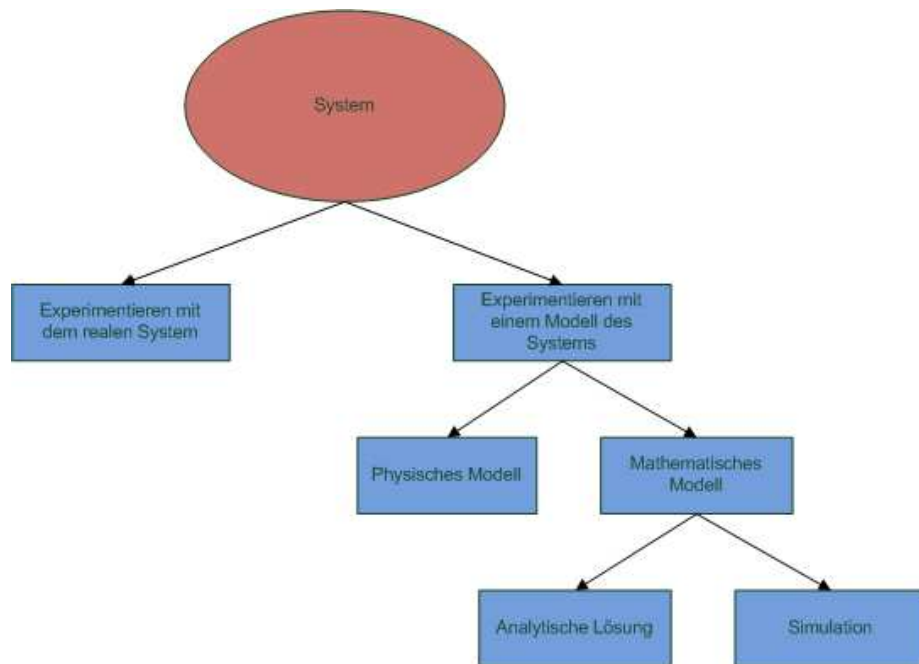 System
Experimentieren mit
dem realen System
Experimentieren mit
einem Modell des
Systems
Physisches Modell
Mathematisches
Modell
Analytische Lösung
Simulation